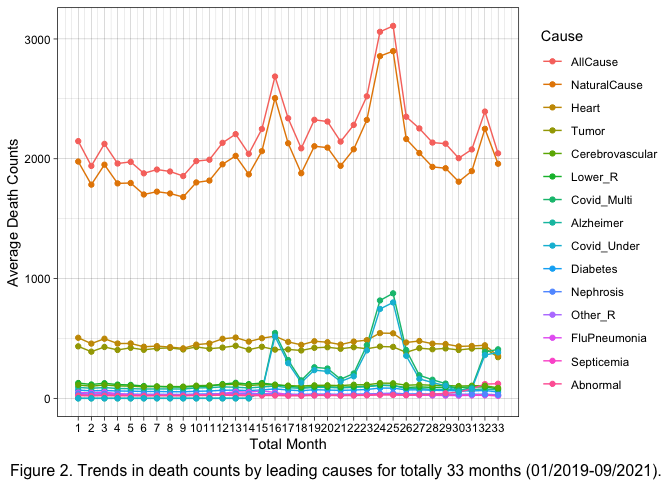 3000
2000
1000
0
Average Death Counts
1 2 3 4 5 6 7 8 9 10 11 12 13 14 15 16 17 18 19 20 21 22 23 24 25 26 27 28 29 30 31 32 33
Total Month
Cause
AllCause
NaturalCause
Heart
Tumor
Cerebrovascular
Lower_R
Covid_Multi
Alzheimer
Covid_Under
Diabetes
Nephrosis
Other_R
FluPneumonia
Septicemia
Abnormal
Figure 2. Trends in death counts by leading causes for totally 33 months (01/2019-09/2021).